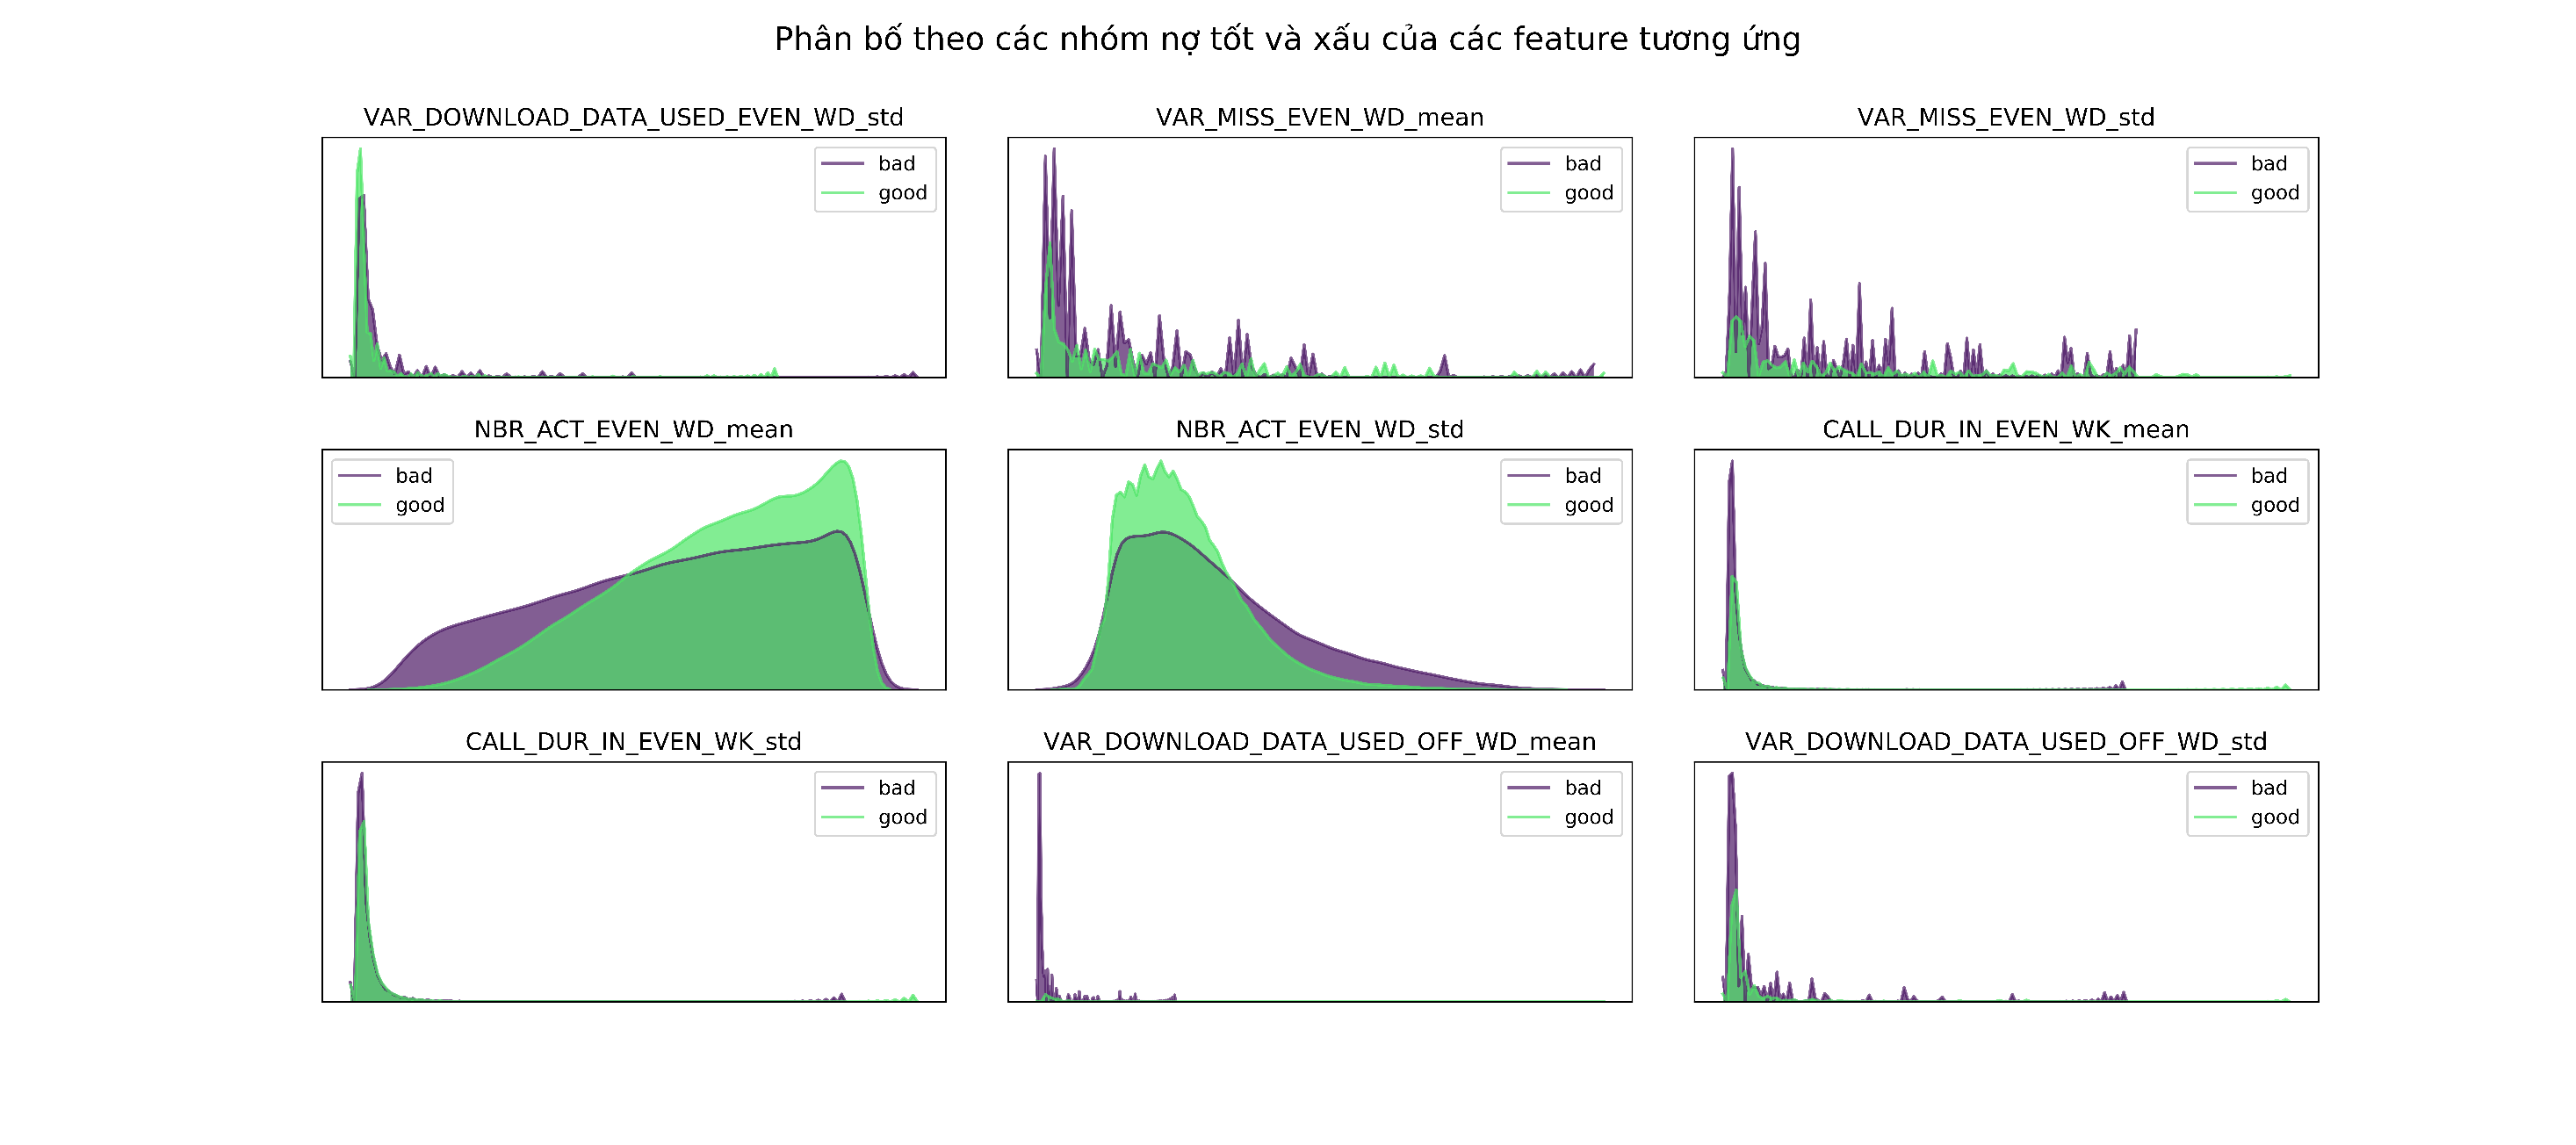 Phân bố theo các nhóm nợ tốt và xấu của các feature tương ứng
VAR_DOWNLOAD_DATA_USED_EVEN_WD_std
bad
good
VAR_MISS_EVEN_WD_mean
bad
good
VAR_MISS_EVEN_WD_std
bad
good
NBR_ACT_EVEN_WD_mean
bad
good
NBR_ACT_EVEN_WD_std
bad
good
CALL_DUR_IN_EVEN_WK_mean
bad
good
CALL_DUR_IN_EVEN_WK_std
bad
good
VAR_DOWNLOAD_DATA_USED_OFF_WD_mean
bad
good
VAR_DOWNLOAD_DATA_USED_OFF_WD_std
bad
good